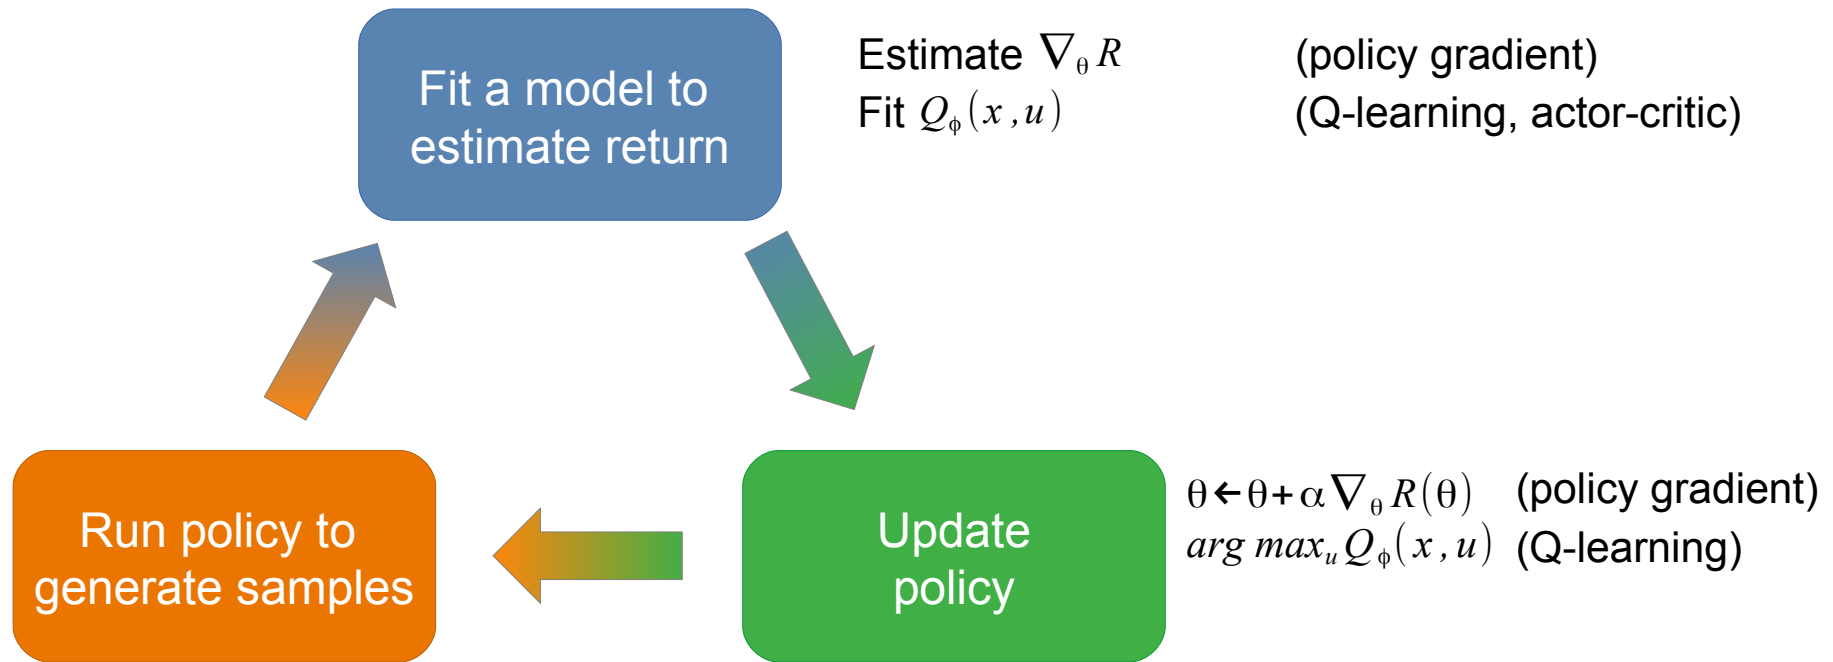 Fit a model to
estimate return
Estimate ∇θ R (policy gradient)
Fit Qϕ(x,u) (Q-learning, actor-critic)
Run policy to
generate samples
Update
policy
θ←θ+α∇θ R(θ) (policy gradient)
arg maxu Qϕ(x,u) (Q-learning)